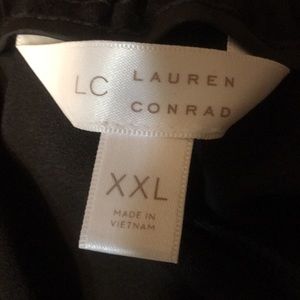 LC LAUREN
CONRAD
XXL
MADE IN
VIETNAM